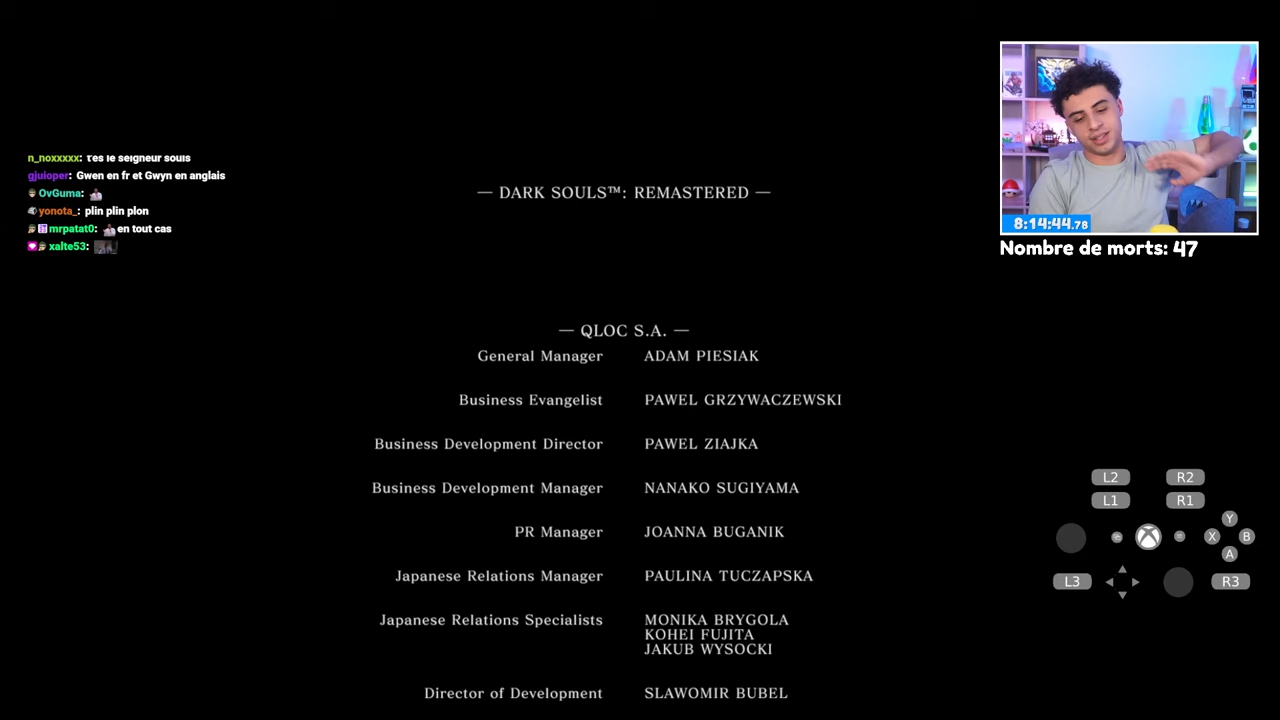 n_noxxxxx: t'es le seigneur souls
gjuioper: Gwen en fr et Gwyn en anglais
OvGuma:
yonota_: plin plin plon
mrpatat0: en tout cas
xalte53:
— DARK SOULS™: REMASTERED —
— QLOC S.A. —
General Manager ADAM PIESIAK
Business Evangelist PAWEL GRZYWACZEWSKI
Business Development Director PAWEL ZIAJKA
Business Development Manager NANAKO SUGIYAMA
PR Manager JOANNA BUGANIK
Japanese Relations Manager PAULINA TUCZAPSKA
Japanese Relations Specialists MONIKA BRYGOLA
KOHEI FUJITA
JAKUB WYSOCKI
Director of Development SLAWOMIR BUBEL
8:14:44.78
Nombre de morts: 47
L2 R2
L1 R1
Y
X B
A
L3 R3